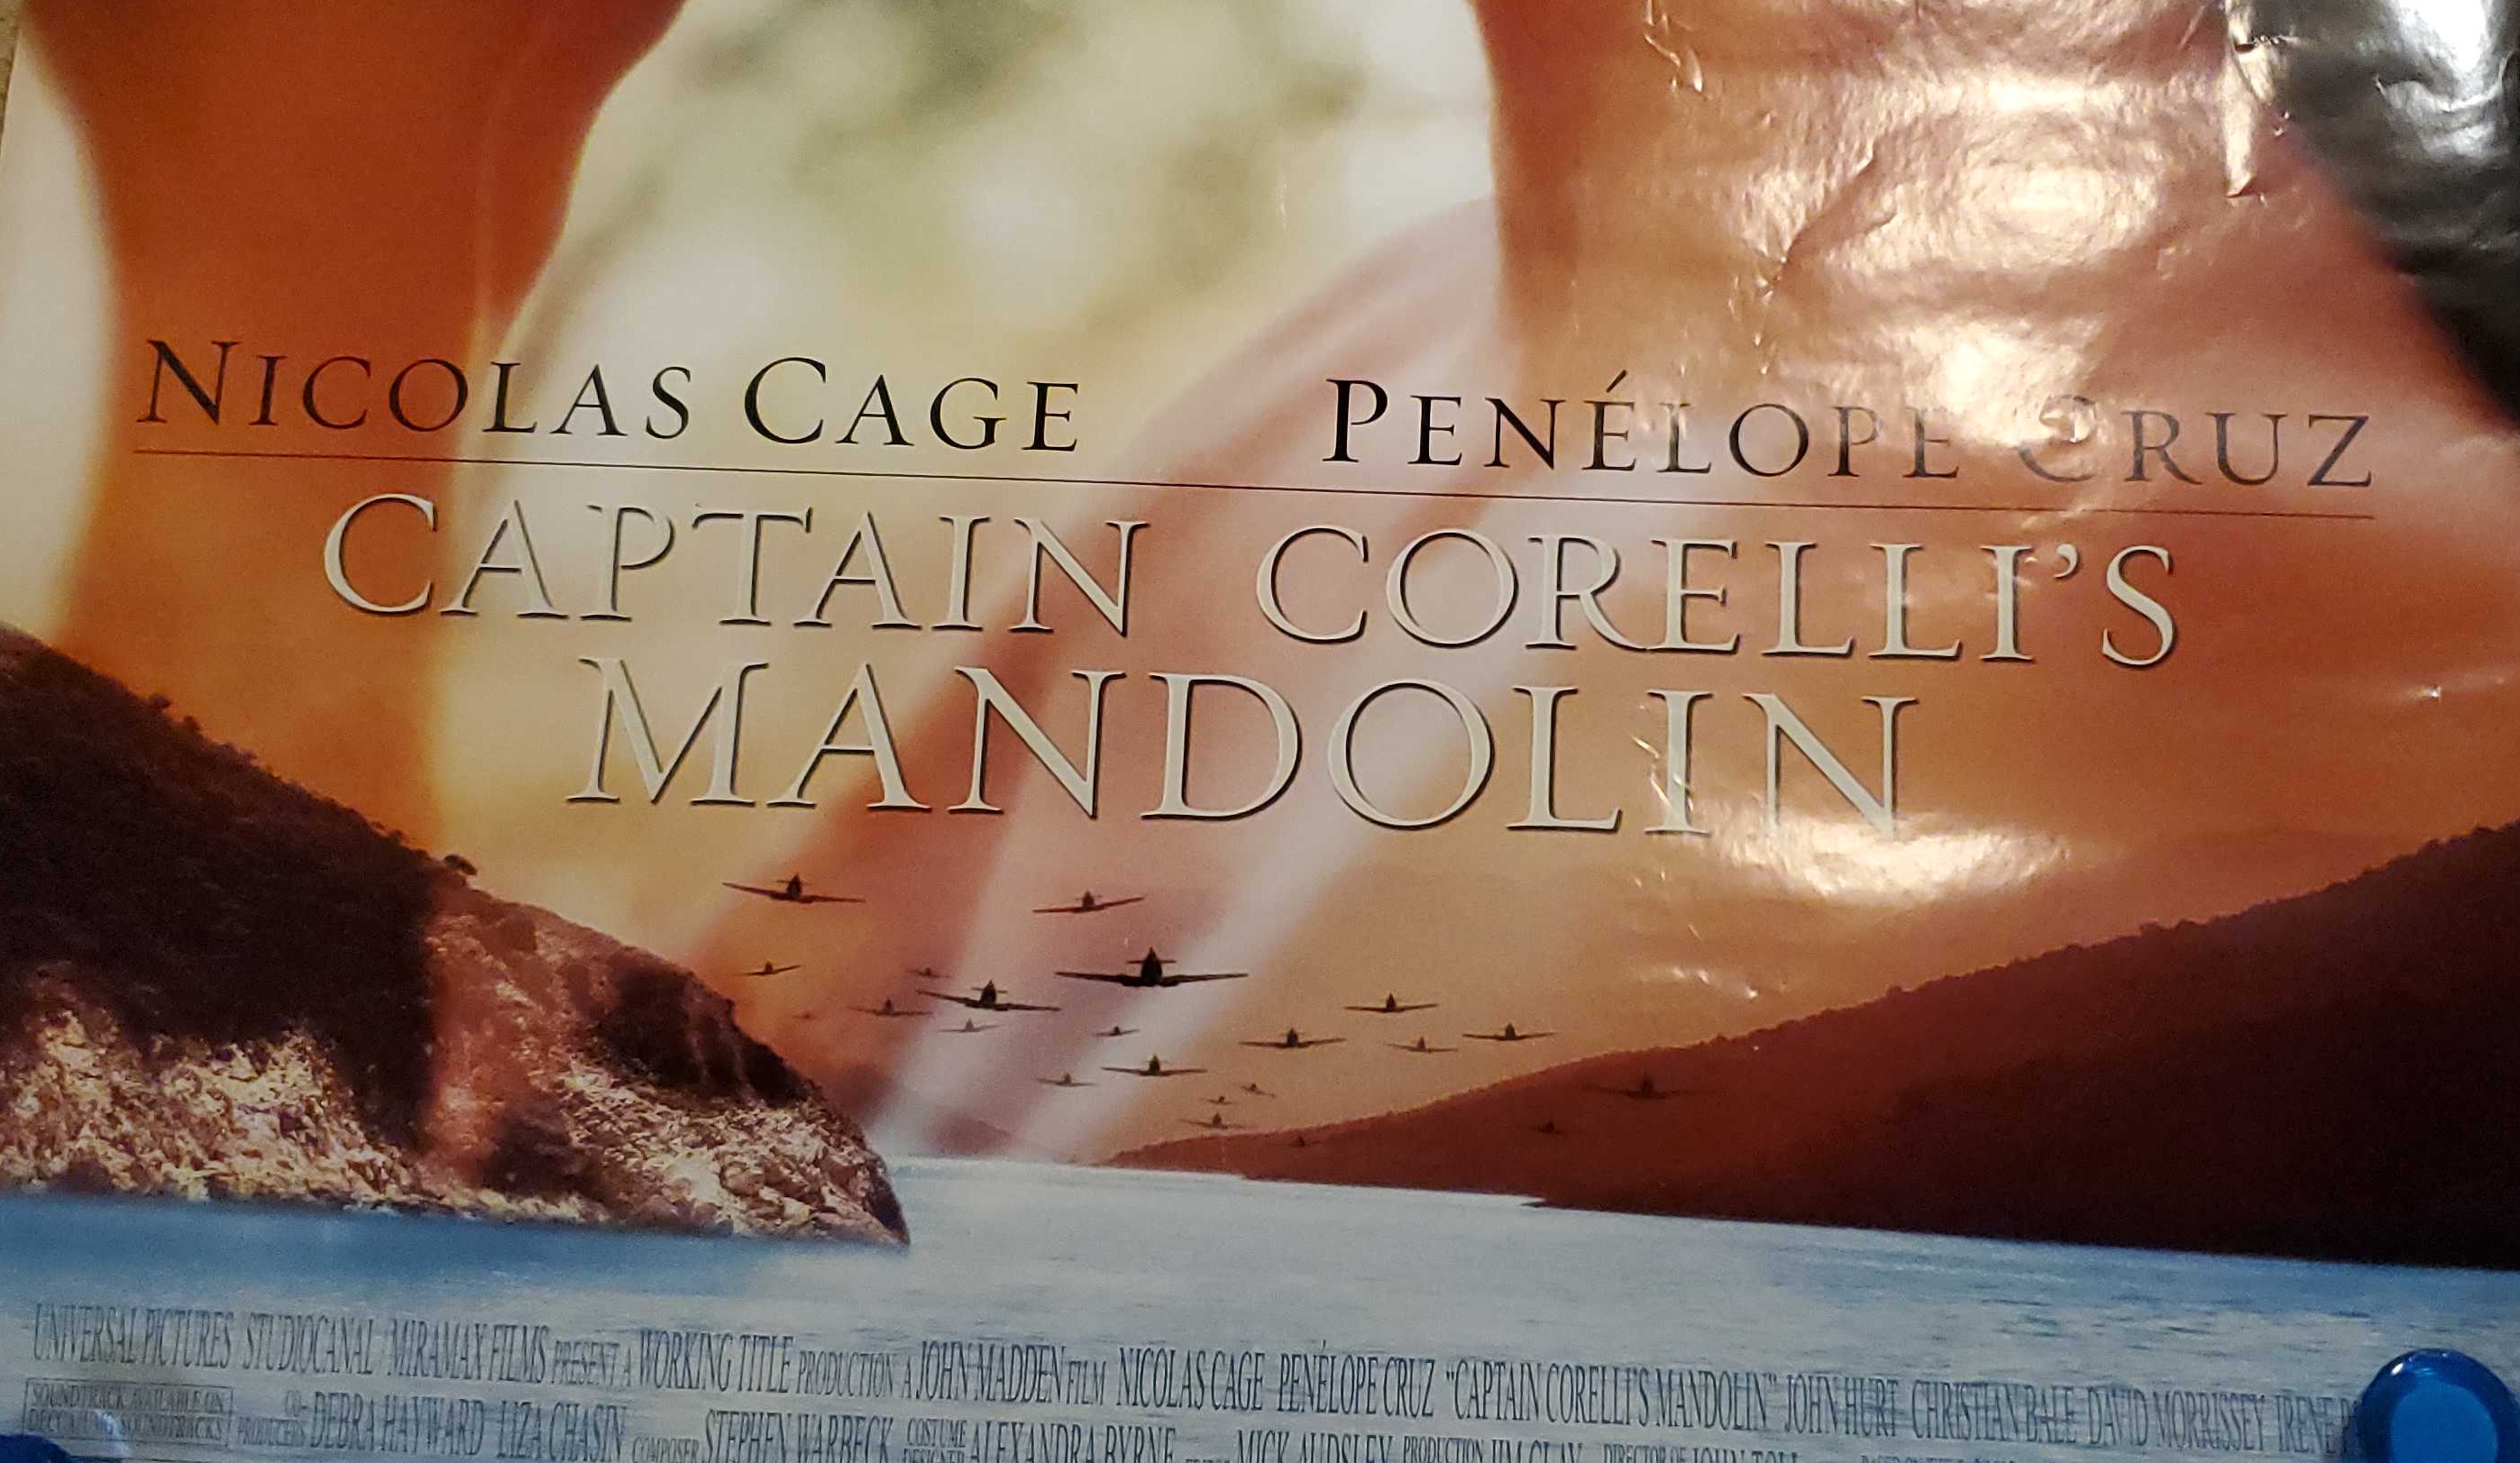 NICOLAS CAGE PENÉLOPE CRUZ
CAPTAIN CORELLI'S
MANDOLIN
UNIVERSAL PICTURES STUDIOCANAL MIRAMAX FILMS PRESENT A WORKING TITLE PRODUCTION A JOHN MADDEN FILM NICOLAS CAGE PENÉLOPE CRUZ "CAPTAIN CORELLI'S MANDOLIN" JOHN HURT CHRISTIAN BALE DAVID MORRISSEY IRENE
SOUNDTRACK AVAILABLE ON
DECCA SOUNDTRACKS
CO-PRODUCERS DEBRA HAYWARD LIZA CHASIN COMPOSER STEPHEN WARBECK COSTUME DESIGNER ALEXANDRA BYRNE MICK AUDSLEY PRODUCTION JIM CLAY DIRECTOR OF JOHN TOLL